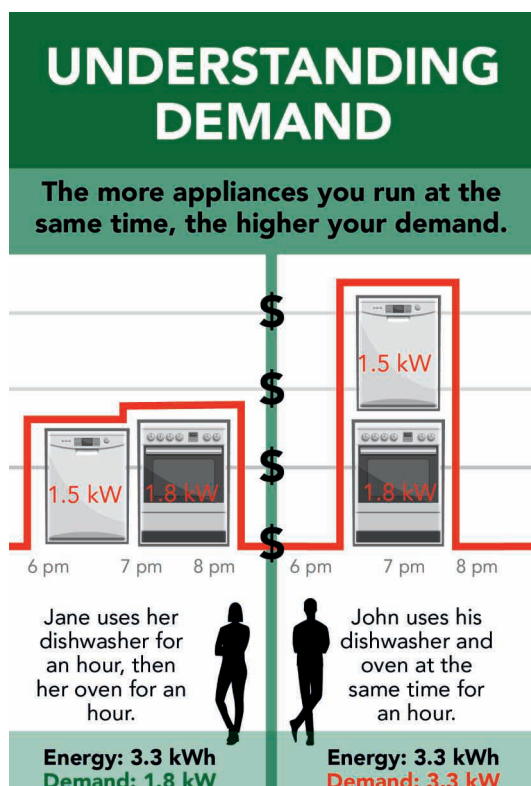 UNDERSTANDING
DEMAND
The more appliances you run at the
same time, the higher your demand.
$
$
$
$
1.5 kW
1.8 kW
1.5 kW
1.8 kW
6 pm
7 pm
8 pm
6 pm
7 pm
8 pm
Jane uses her
dishwasher for
an hour, then
her oven for an
hour.
John uses his
dishwasher and
oven at the
same time for
an hour.
Energy: 3.3 kWh
Demand: 1.8 kW
Energy: 3.3 kWh
Demand: 3.3 kW